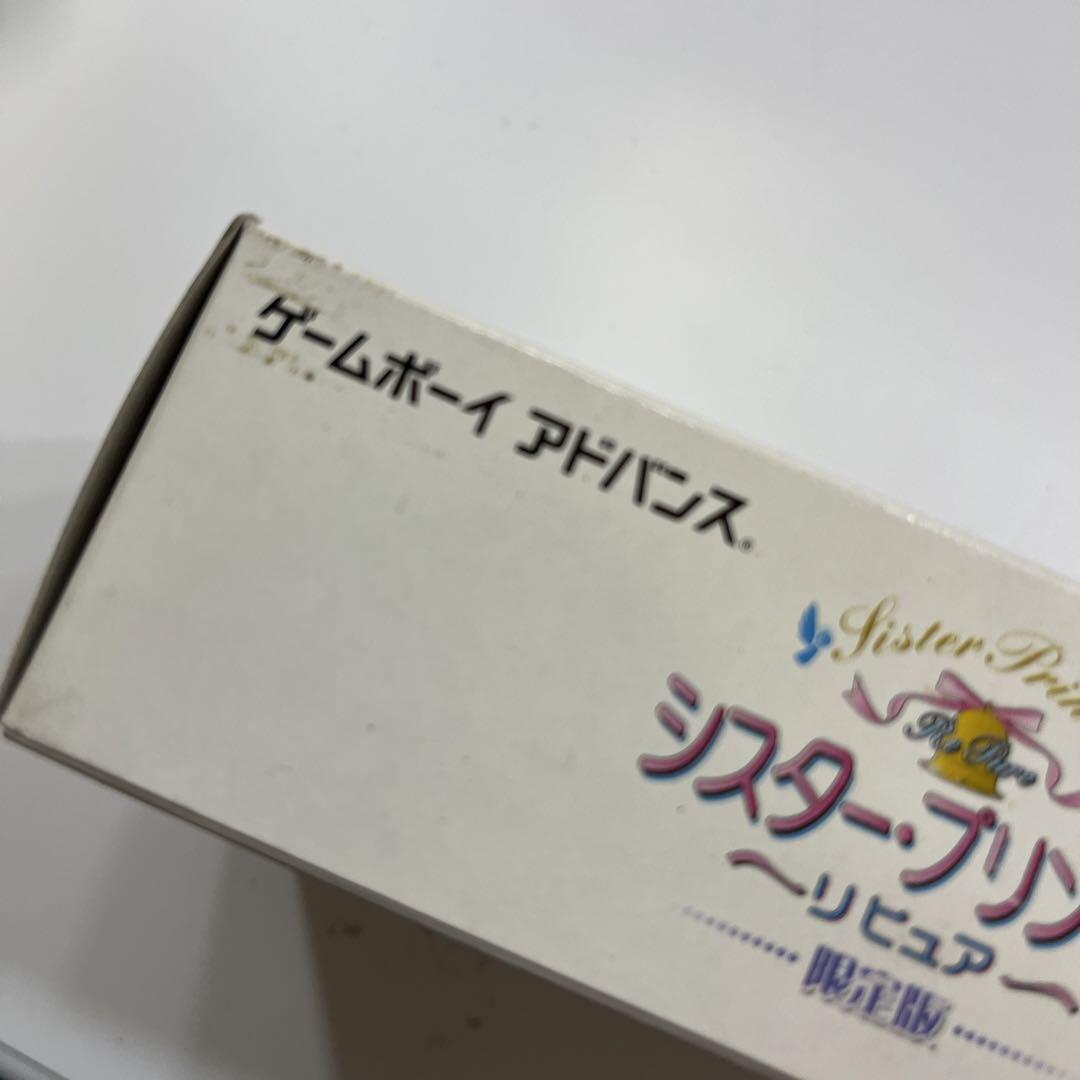 ゲームボーイ アドバンス®
Sister Prin
Re Pure
シスター・プリン
〜リピュア〜
限定版